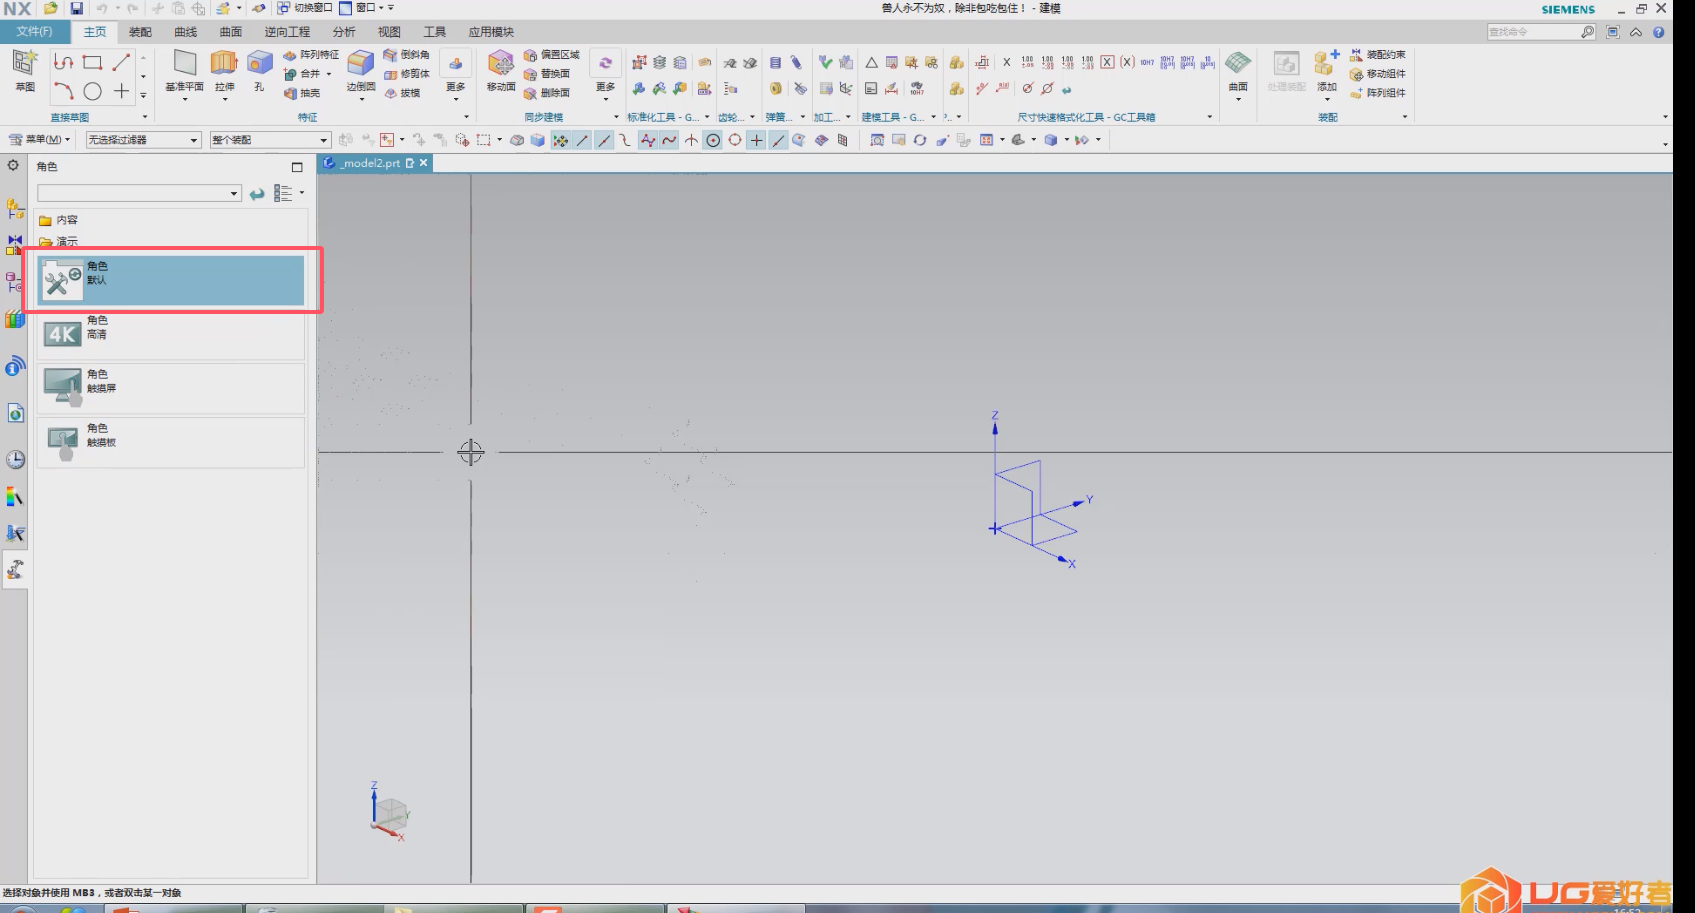 NX 切换窗口 窗口 兽人永不为奴，除非包吃包住！ - 建模 SIEMENS
文件(F) 主页 装配 曲线 曲面 逆向工程 分析 视图 工具 应用模块 查找命令
草图 基准平面 拉伸 孔 阵列特征 合并 抽壳 边倒圆 倒斜角 修剪体 拔模 更多 移动面 偏置区域 替换面 删除面 更多 曲面 处理装配 添加 装配约束 移动组件 阵列组件
直接草图 特征 同步建模 标准化工具 - G... 齿轮... 弹簧... 加工... 建模工具 - G... 尺寸快速格式化工具 - GC工具箱 装配
菜单(M) 无选择过滤器 整个装配
角色 _model2.prt
内容
演示
角色
默认
4K
角色
高清
角色
触摸屏
角色
触摸板
Z
Y
X
Z
Y
X
选择对象并使用 MB3，或者双击某一对象
UG爱好者